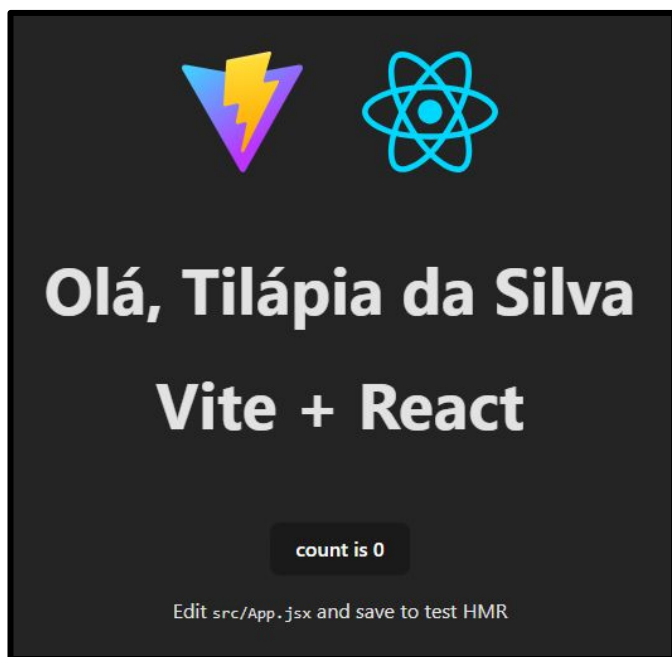 Olá, Tilápia da Silva
Vite + React
count is 0
Edit src/App.jsx and save to test HMR